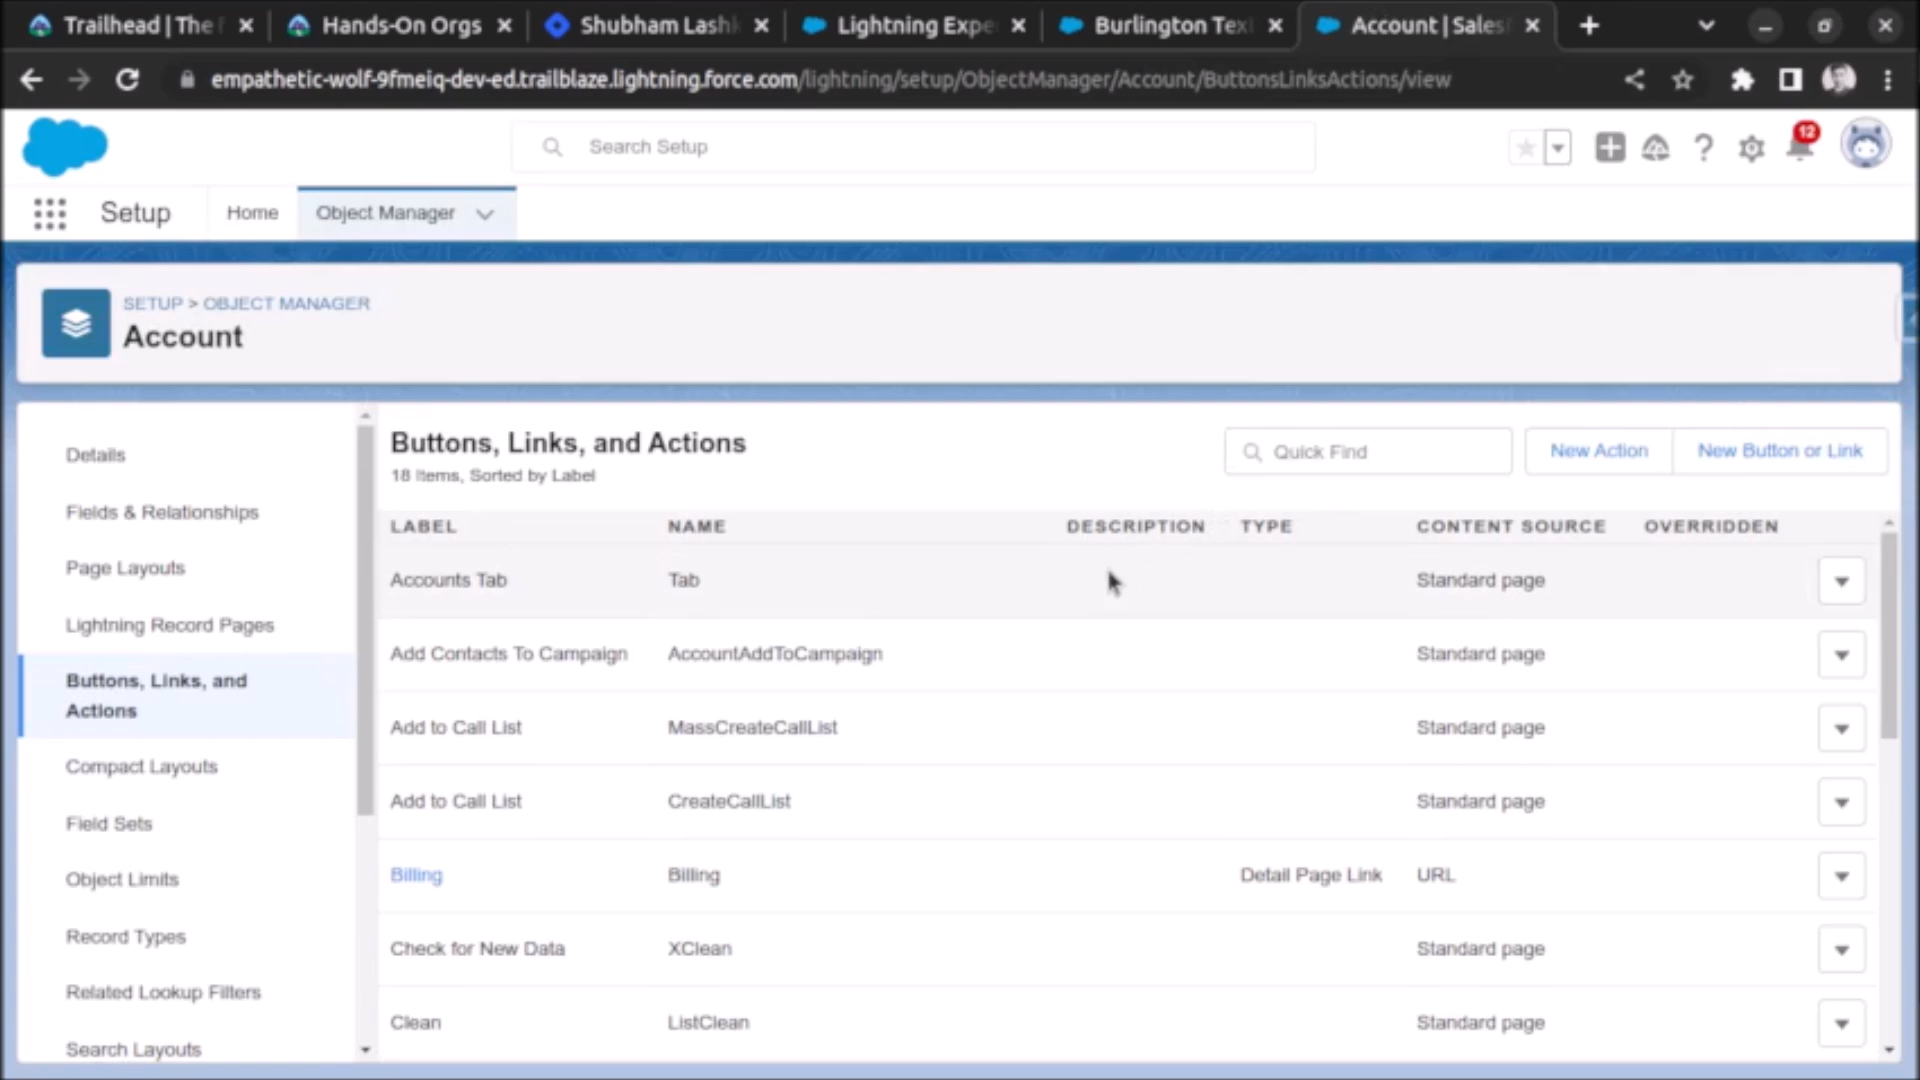 Trailhead | The
Hands-On Orgs
Shubham Lashk
Lightning Expe
Burlington Text
Account | Sales
empathetic-wolf-9fmeiq-dev-ed.trailblaze.lightning.force.com/lightning/setup/ObjectManager/Account/ButtonsLinksActions/view
Search Setup
12
Setup
Home
Object Manager
SETUP > OBJECT MANAGER
Account
Details
Fields & Relationships
Page Layouts
Lightning Record Pages
Buttons, Links, and
Actions
Compact Layouts
Field Sets
Object Limits
Record Types
Related Lookup Filters
Search Layouts
Buttons, Links, and Actions
18 Items, Sorted by Label
Quick Find
New Action
New Button or Link
LABEL NAME DESCRIPTION TYPE CONTENT SOURCE OVERRIDDEN
Accounts Tab Tab Standard page
Add Contacts To Campaign AccountAddToCampaign Standard page
Add to Call List MassCreateCallList Standard page
Add to Call List CreateCallList Standard page
Billing Billing Detail Page Link URL
Check for New Data XClean Standard page
Clean ListClean Standard page